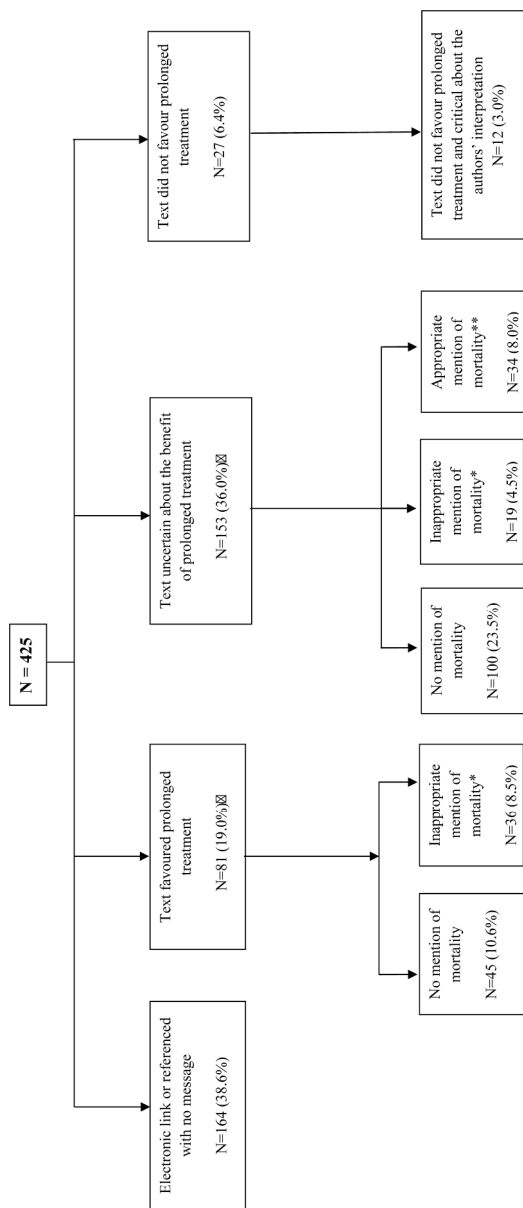 N = 425
Electronic link or referenced
with no message
N=164 (38.6%)
Text favoured prolonged
treatment
N=81 (19.0%)
Text uncertain about the benefit
of prolonged treatment
N=153 (36.0%)
Text did not favour prolonged
treatment
N=27 (6.4%)
No mention of
mortality
N=45 (10.6%)
Inappropriate
mention of
mortality*
N=36 (8.5%)
No mention of
mortality
N=100 (23.5%)
Inappropriate
mention of
mortality*
N=19 (4.5%)
Appropriate
mention of
mortality**
N=34 (8.0%)
Text did not favour prolonged
treatment and critical about the
authors’ interpretation
N=12 (3.0%)